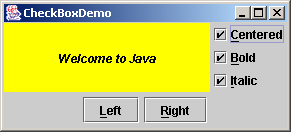 CheckBoxDemo
Welcome to Java
Centered
Bold
Italic
Left
Right